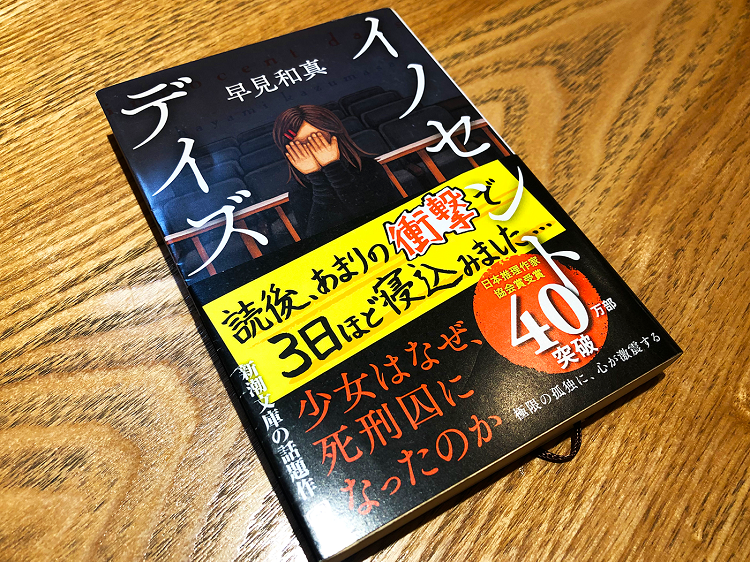 イノセント
デイズ
早見和真
読後、あまりの衝撃で
3日ほど寝込みました…
日本推理作家
協会賞受賞
40万部
突破
少女はなぜ、
死刑囚に
なったのか
極限の孤独に、心が激震する
新潮文庫の話題作